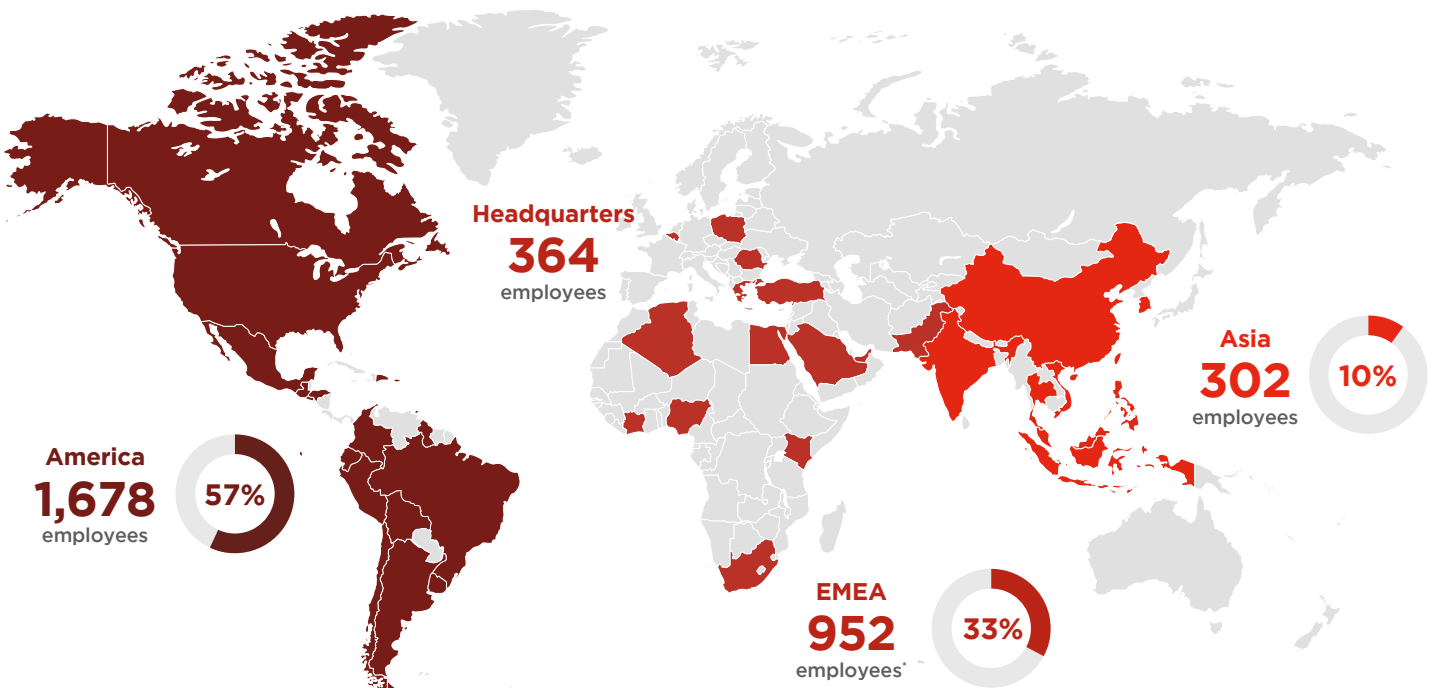 Headquarters
364
employees
Asia
302
employees
10%
America
1,678
employees
57%
EMEA
952
employees*
33%